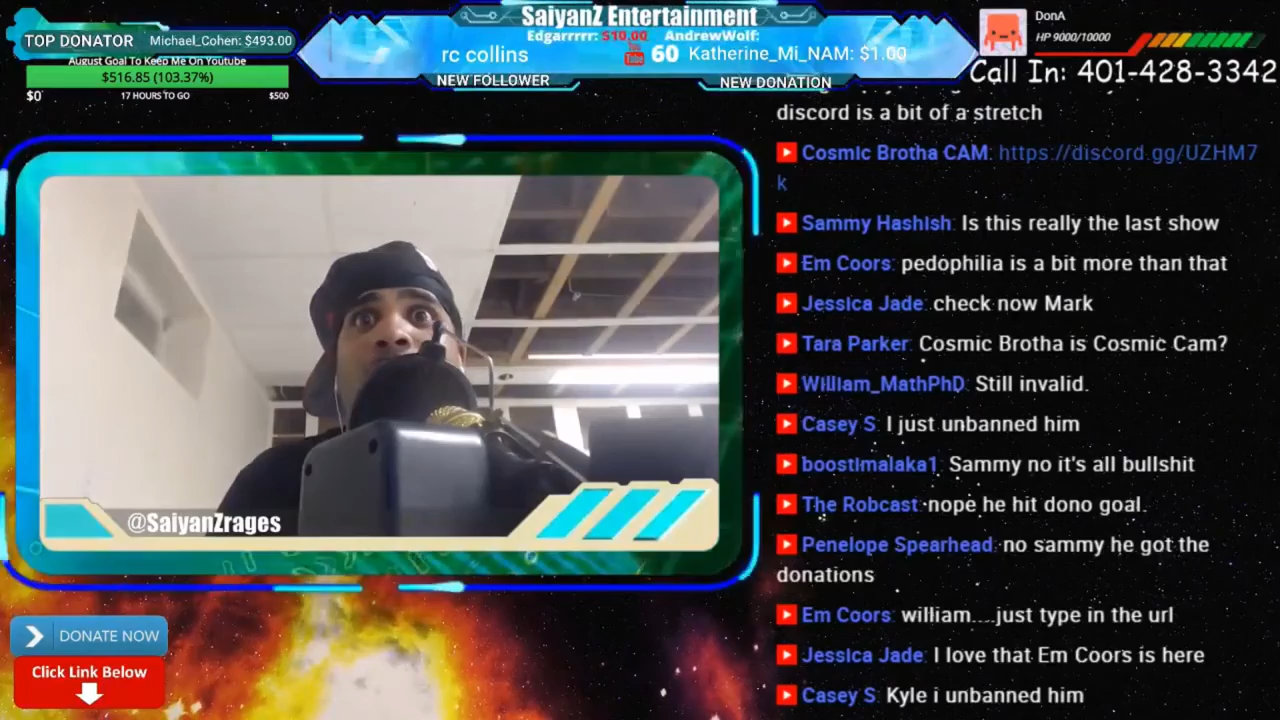 TOP DONATOR Michael_Cohen: $493.00
August Goal To Keep Me On Youtube
$516.85 (103.37%)
$0 17 HOURS TO GO $500
SaiyanZ Entertainment
Edgarrrrr: $10.00 AndrewWolf:
rc collins 60 Katherine_Mi_NAM: $1.00
NEW FOLLOWER NEW DONATION
DonA
HP 9000/10000
Call In: 401-428-3342
discord is a bit of a stretch
Cosmic Brotha CAM: https://discord.gg/UZHM7
k
Sammy Hashish: Is this really the last show
Em Coors: pedophilia is a bit more than that
Jessica Jade: check now Mark
Tara Parker: Cosmic Brotha is Cosmic Cam?
William_MathPhD: Still invalid.
Casey S: I just unbanned him
boostimalaka1: Sammy no it's all bullshit
The Robcast: nope he hit dono goal.
Penelope Spearhead: no sammy he got the
donations
Em Coors: william....just type in the url
Jessica Jade: I love that Em Coors is here
Casey S: Kyle i unbanned him
@SaiyanZrages
DONATE NOW
Click Link Below